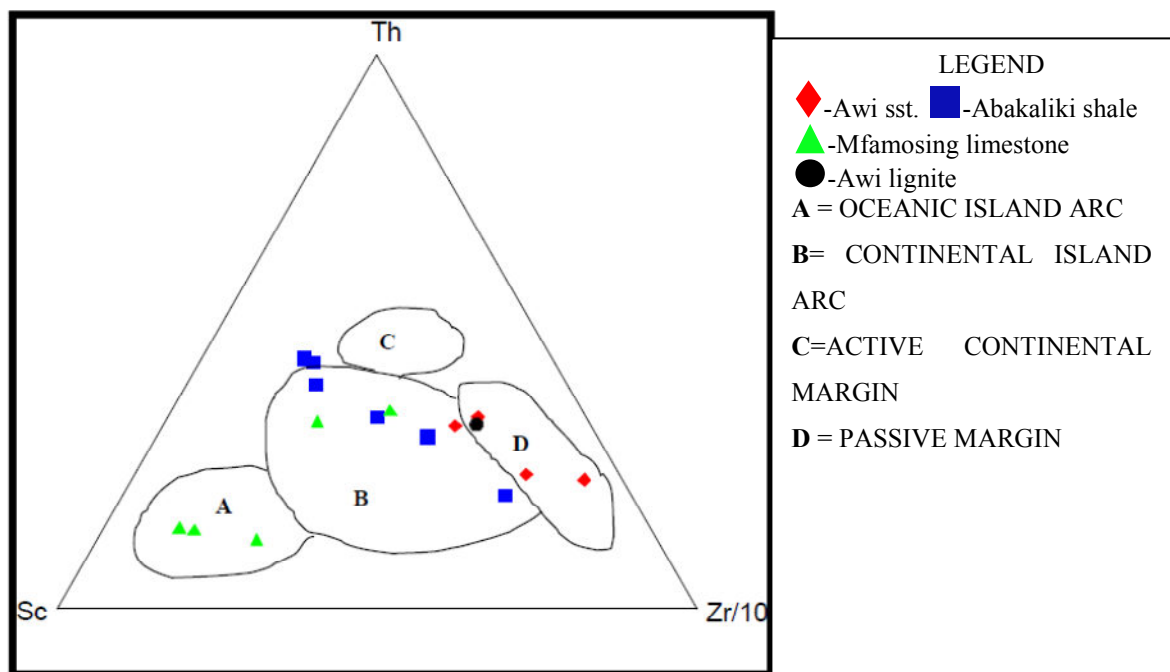 Th
C
D
A
B
Sc
Zr/10
LEGEND
-Awi sst. -Abakaliki shale
-Mfamosing limestone
-Awi lignite
A = OCEANIC ISLAND ARC
B= CONTINENTAL ISLAND
ARC
C=ACTIVE CONTINENTAL
MARGIN
D = PASSIVE MARGIN